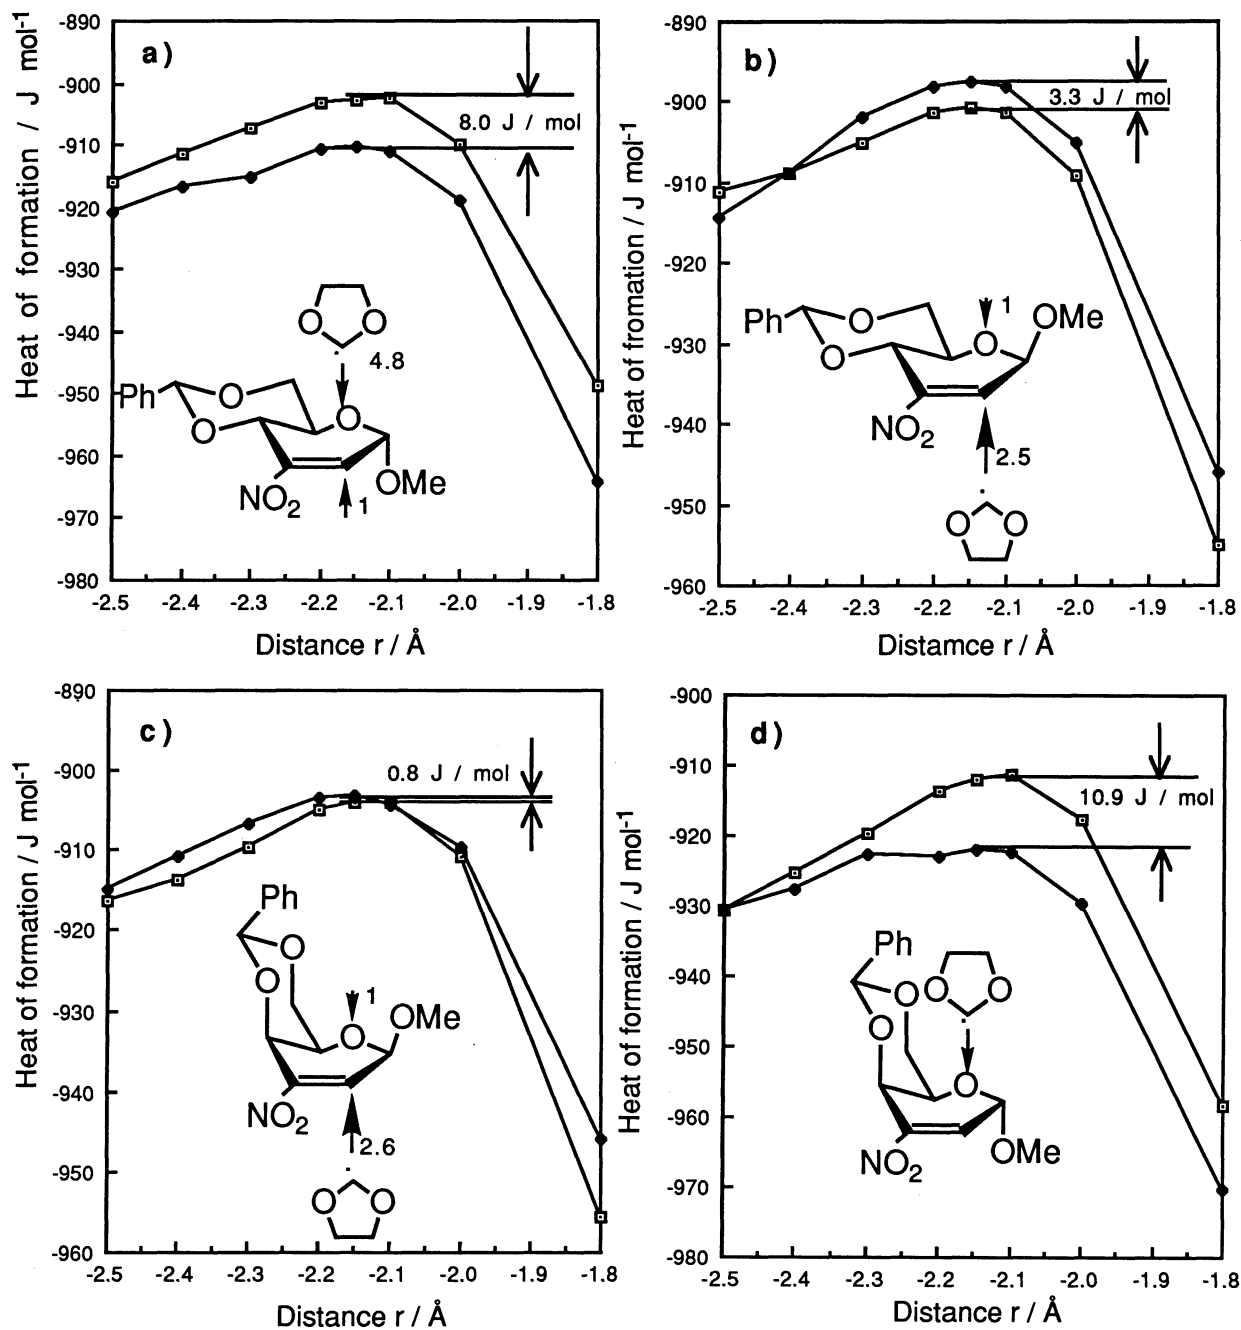 a)
Heat of formation / J mol-1
-890
-900
-910
-920
-930
-940
-950
-960
-970
-980
8.0 J / mol
O O
4.8
Ph
O
O
O
OMe
NO2
1
-2.5 -2.4 -2.3 -2.2 -2.1 -2.0 -1.9 -1.8
Distance r / Å
b)
Heat of fromation / J mol-1
-890
-900
-910
-920
-930
-940
-950
-960
3.3 J / mol
1
Ph
O
O
O
OMe
NO2
2.5
O O
-2.5 -2.4 -2.3 -2.2 -2.1 -2.0 -1.9 -1.8
Distamce r / Å
c)
Heat of formation / J mol-1
-890
-900
-910
-920
-930
-940
-950
-960
0.8 J / mol
Ph
O
O
1
O
OMe
NO2
2.6
O O
-2.5 -2.4 -2.3 -2.2 -2.1 -2.0 -1.9 -1.8
Distance r / Å
d)
Heat of formation / J mol-1
-900
-910
-920
-930
-940
-950
-960
-970
-980
10.9 J / mol
Ph
O O O
O
O
OMe
NO2
-2.5 -2.4 -2.3 -2.2 -2.1 -2.0 -1.9 -1.8
Distance r / Å